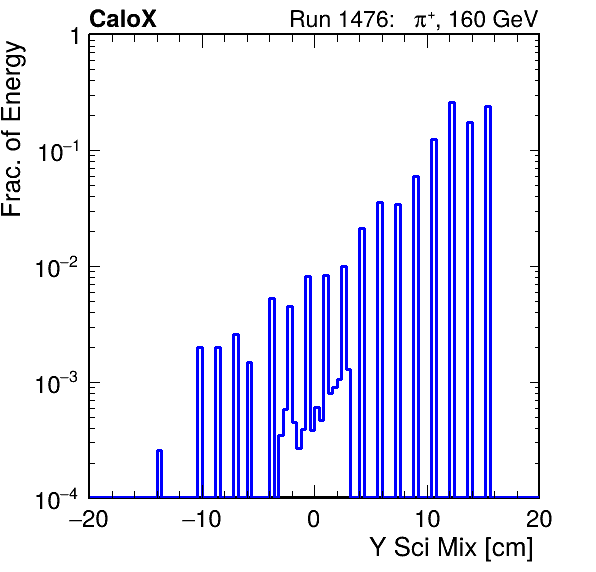 CaloX Run 1476: π⁺, 160 GeV
Frac. of Energy
1
10⁻¹
10⁻²
10⁻³
10⁻⁴
−20 −10 0 10 20
Y Sci Mix [cm]